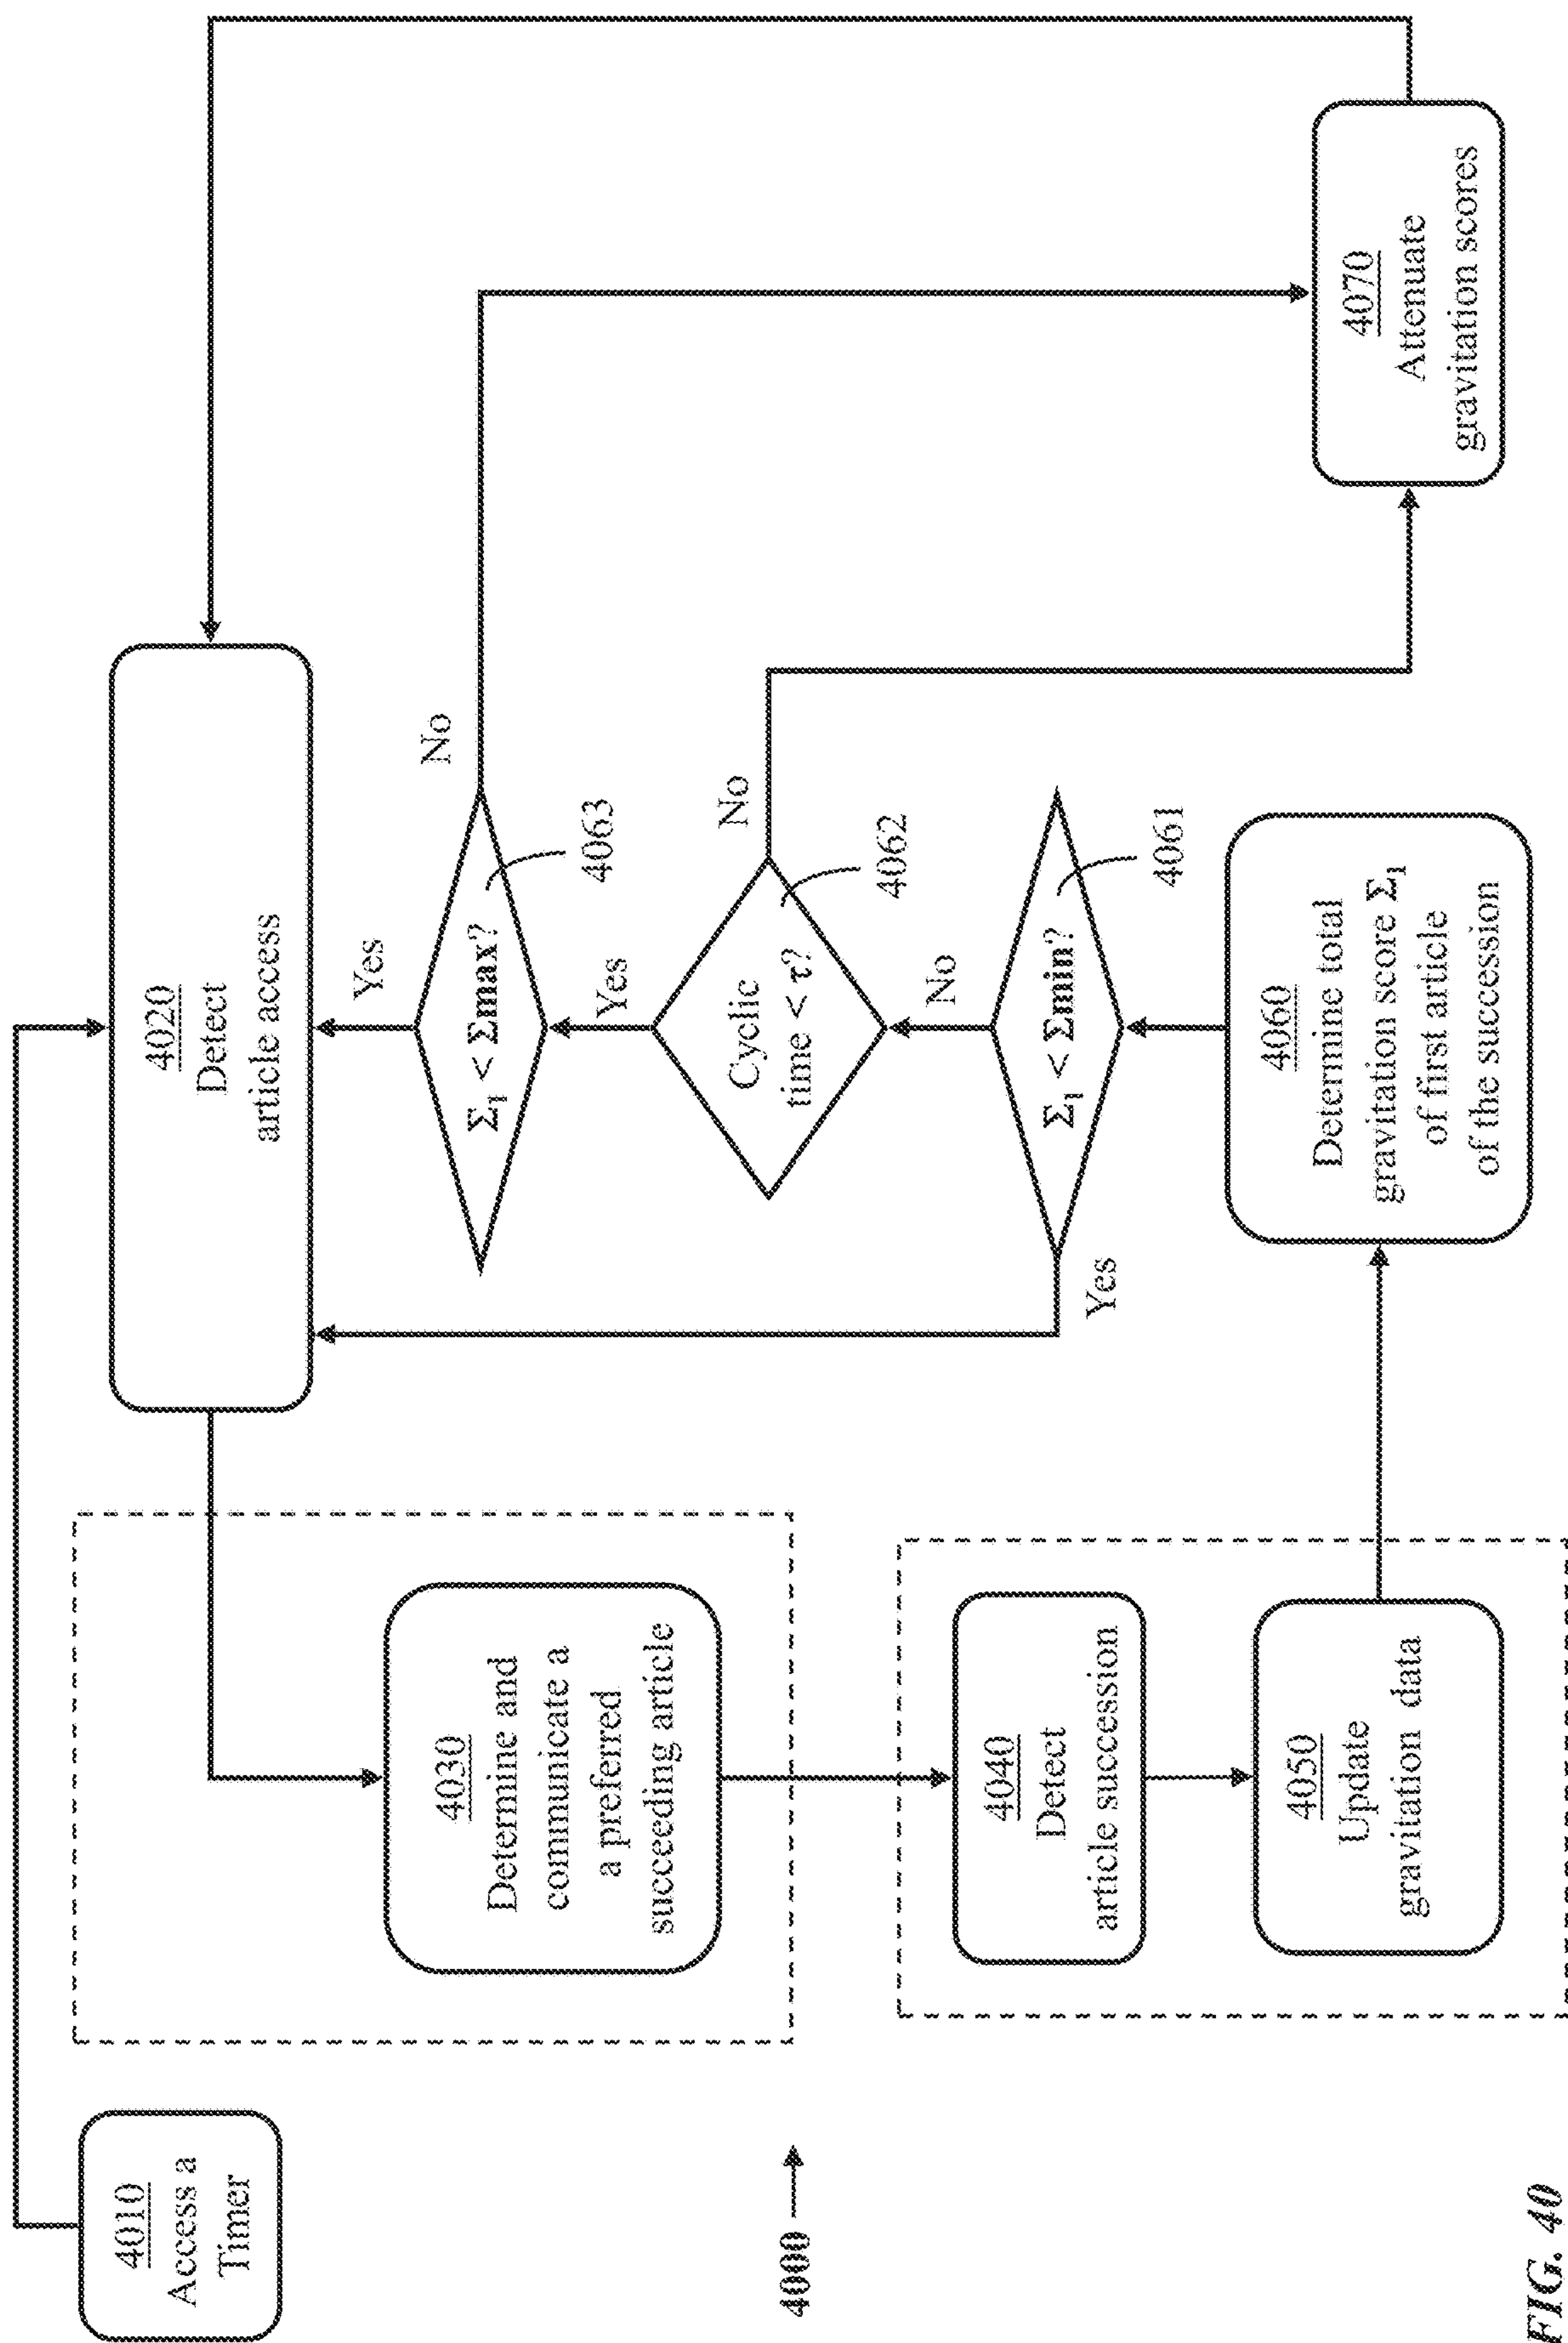 4010
Access a
Timer
4000
4020
Detect
article access
4030
Determine and
communicate a
a preferred
succeeding article
4040
Detect
article succession
4050
Update
gravitation data
4060
Determine total
gravitation score Σ₁
of first article
of the succession
Σ₁ < Σmin?
4061
Yes
No
Cyclic
time < τ?
4062
Yes
No
Σ₁ < Σmax?
4063
Yes
No
4070
Attenuate
gravitation scores
FIG. 40